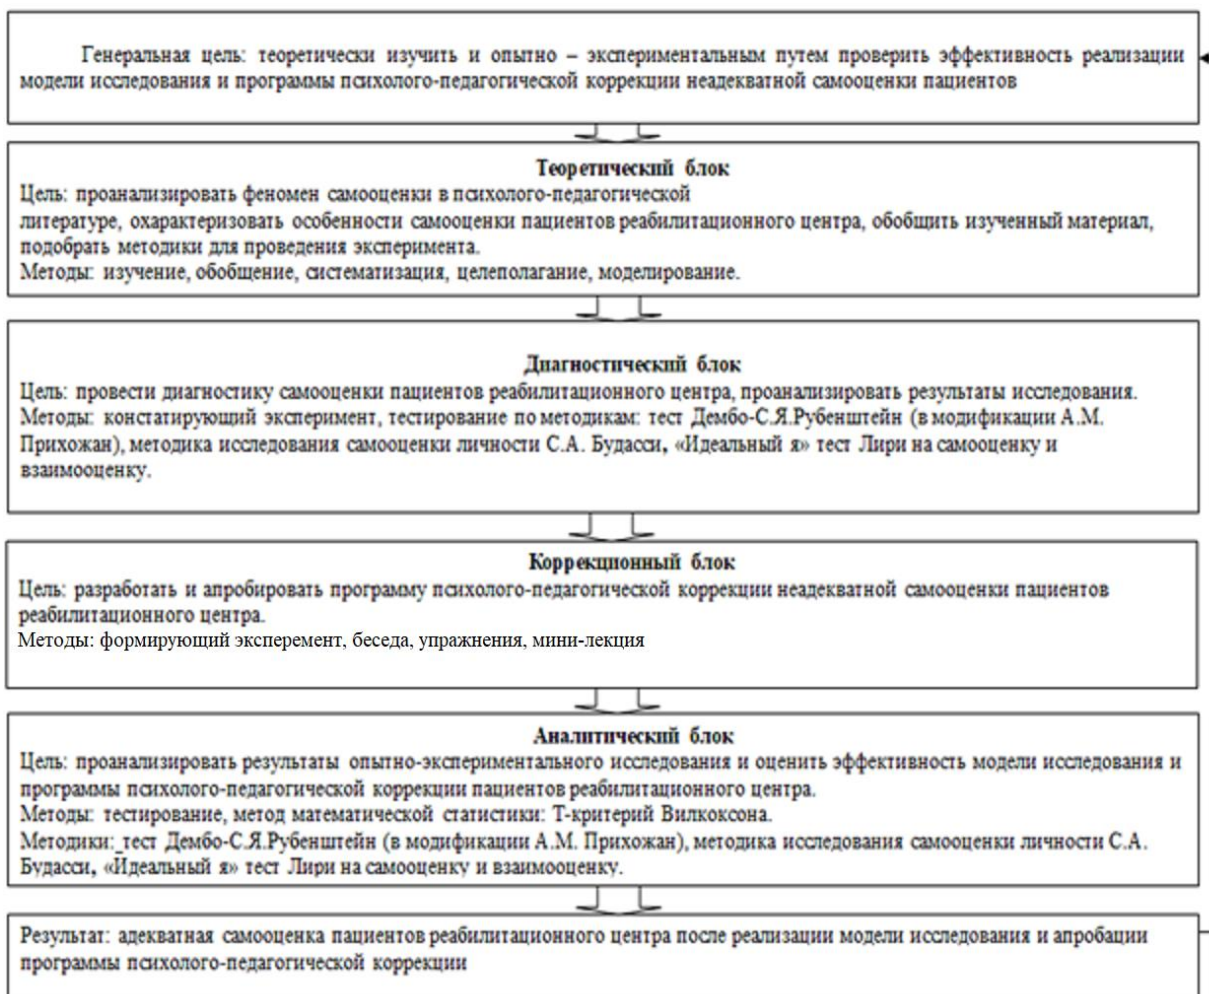 Генеральная цель: теоретически изучить и опытно – экспериментальным путем проверить эффективность реализации
модели исследования и программы психолого-педагогической коррекции неадекватной самооценки пациентов
Теоретический блок
Цель: проанализировать феномен самооценки в психолого-педагогической
литературе, охарактеризовать особенности самооценки пациентов реабилитационного центра, обобщить изученный материал,
подобрать методики для проведения эксперимента.
Методы: изучение, обобщение, систематизация, целеполагание, моделирование.
Диагностический блок
Цель: провести диагностику самооценки пациентов реабилитационного центра, проанализировать результаты исследования.
Методы: констатирующий эксперимент, тестирование по методикам: тест Дембо-С.Я.Рубенштейн (в модификации А.М.
Прихожан), методика исследования самооценки личности С.А. Будасси, «Идеальный я» тест Лири на самооценку и
взаимооценку.
Коррекционный блок
Цель: разработать и апробировать программу психолого-педагогической коррекции неадекватной самооценки пациентов
реабилитационного центра.
Методы: формирующий эксперемент, беседа, упражнения, мини-лекция
Аналитический блок
Цель: проанализировать результаты опытно-экспериментального исследования и оценить эффективность модели исследования и
программы психолого-педагогической коррекции пациентов реабилитационного центра.
Методы: тестирование, метод математической статистики: Т-критерий Вилкоксона.
Методики: тест Дембо-С.Я.Рубенштейн (в модификации А.М. Прихожан), методика исследования самооценки личности С.А.
Будасси, «Идеальный я» тест Лири на самооценку и взаимооценку.
Результат: адекватная самооценка пациентов реабилитационного центра после реализации модели исследования и апробации
программы психолого-педагогической коррекции